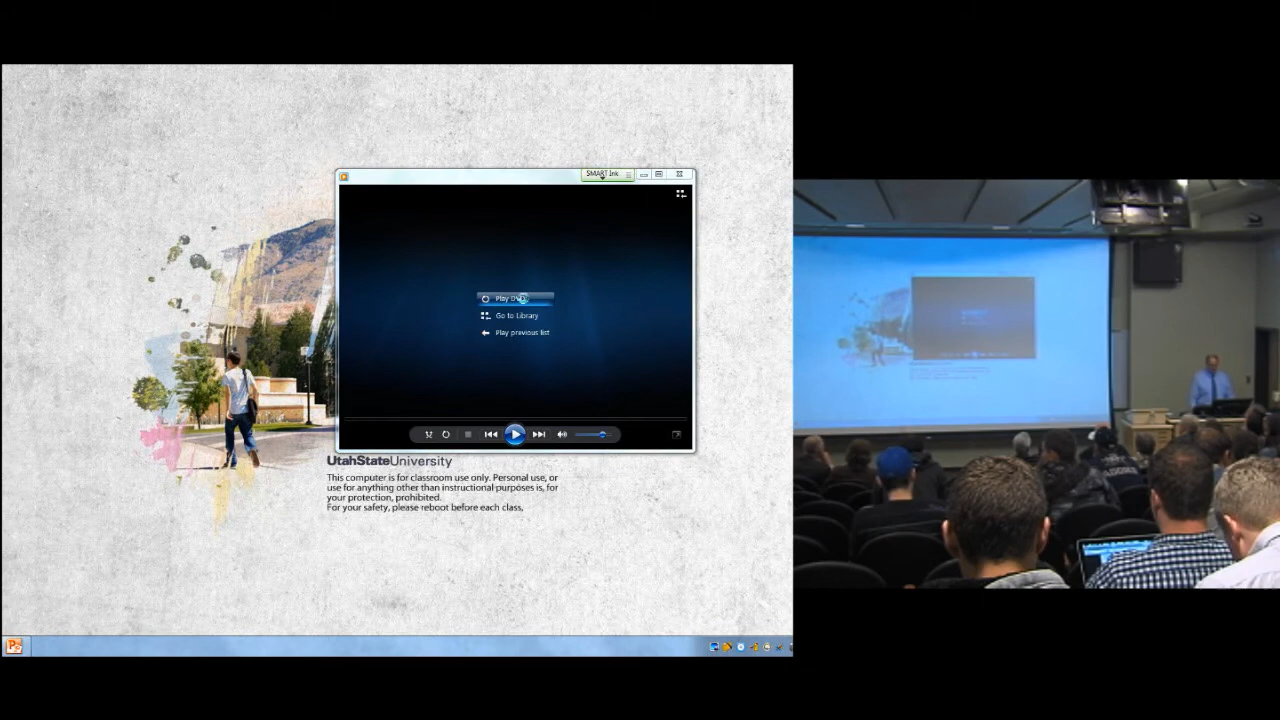 SMART Ink
Play DVD
Go to Library
Play previous list
UtahStateUniversity
This computer is for classroom use only. Personal use, or
use for anything other than instructional purposes is, for
your protection, prohibited.
For your safety, please reboot before each class.